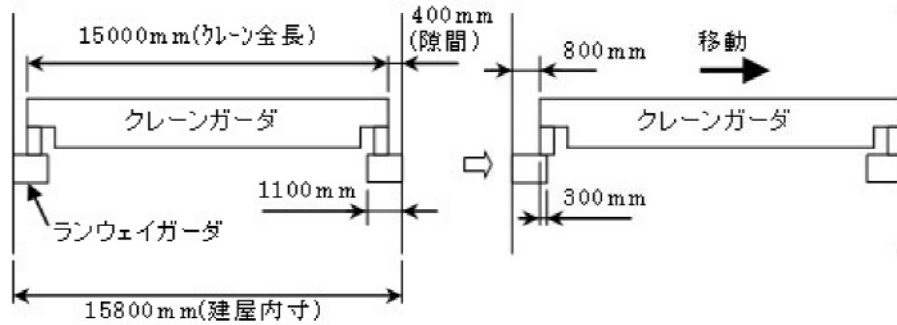 15000mm(クレーン全長)
400mm
(隙間)
クレーンガーダ
1100mm
ランウェイガーダ
15800mm(建屋内寸)
800mm
移動
クレーンガーダ
300mm